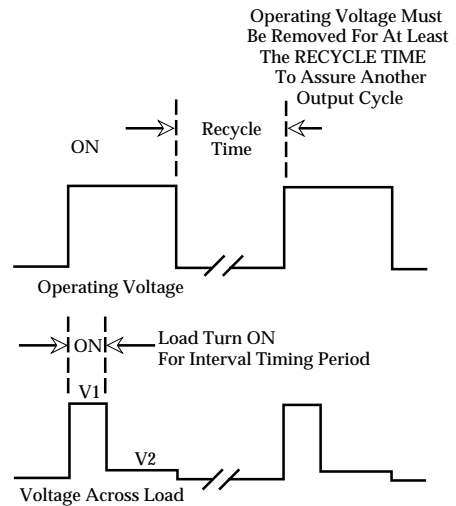 Operating Voltage Must
Be Removed For At Least
The RECYCLE TIME
To Assure Another
Output Cycle
ON
Recycle
Time
Operating Voltage
ON
Load Turn ON
For Interval Timing Period
V1
V2
Voltage Across Load